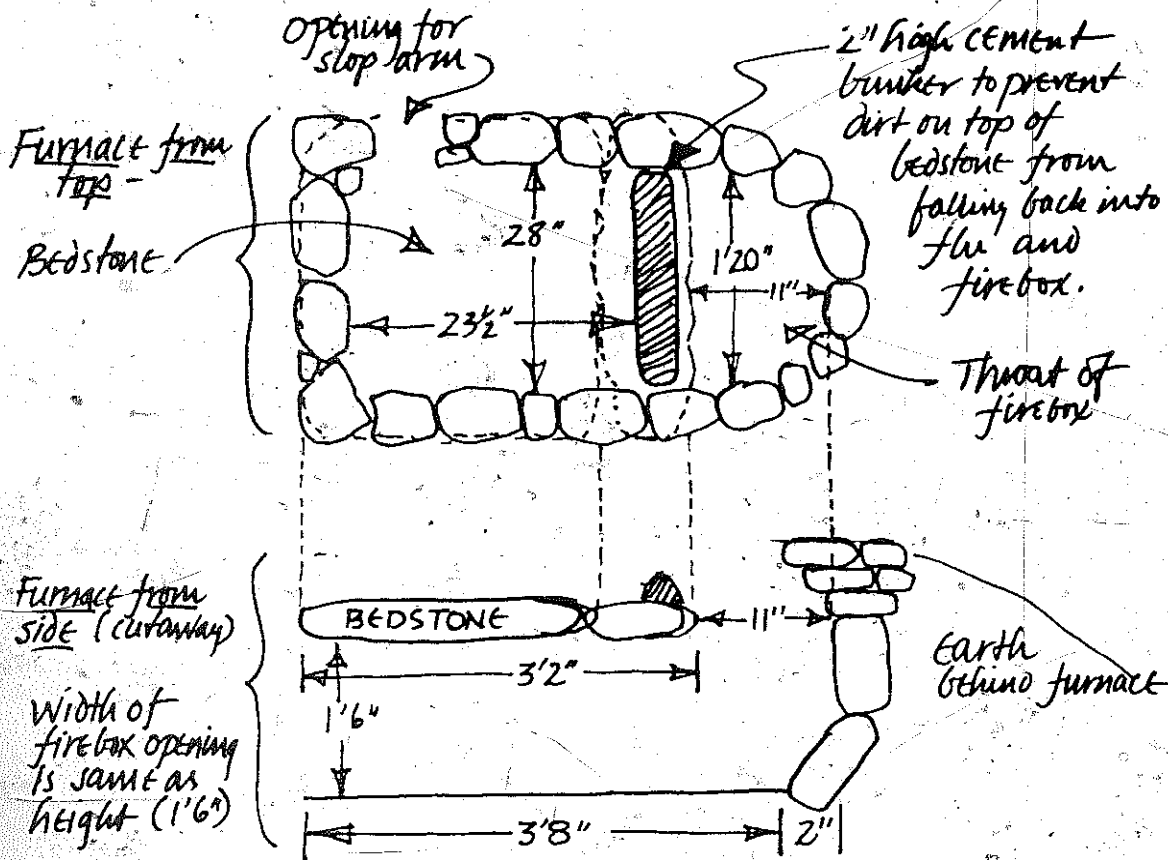 Opening for
slop arm
2" high cement
bunker to prevent
dirt on top of
bedstone from
falling back into
flu and
firebox.
Furnace from
top -
Bedstone
28"
1'20"
11"
23½"
Throat of
firebox
Furnace from
side (cutaway)
BEDSTONE
11"
3'2"
1'6"
Earth
behind furnace
Width of
firebox opening
is same as
height (1'6")
3'8"
2"